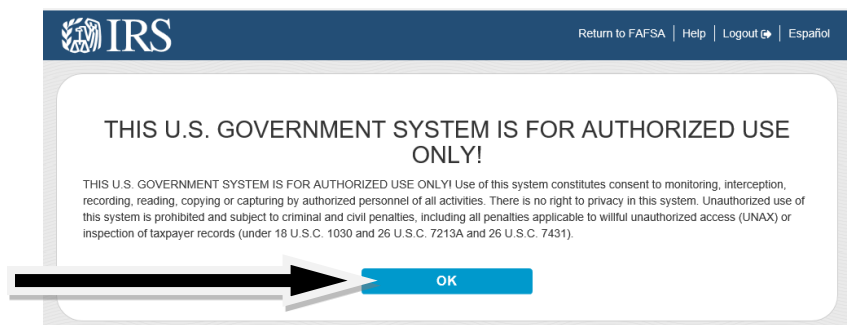 IRS
Return to FAFSA | Help | Logout | Español
THIS U.S. GOVERNMENT SYSTEM IS FOR AUTHORIZED USE
ONLY!
THIS U.S. GOVERNMENT SYSTEM IS FOR AUTHORIZED USE ONLY! Use of this system constitutes consent to monitoring, interception,
recording, reading, copying or capturing by authorized personnel of all activities. There is no right to privacy in this system. Unauthorized use of
this system is prohibited and subject to criminal and civil penalties, including all penalties applicable to willful unauthorized access (UNAX) or
inspection of taxpayer records (under 18 U.S.C. 1030 and 26 U.S.C. 7213A and 26 U.S.C. 7431).
OK